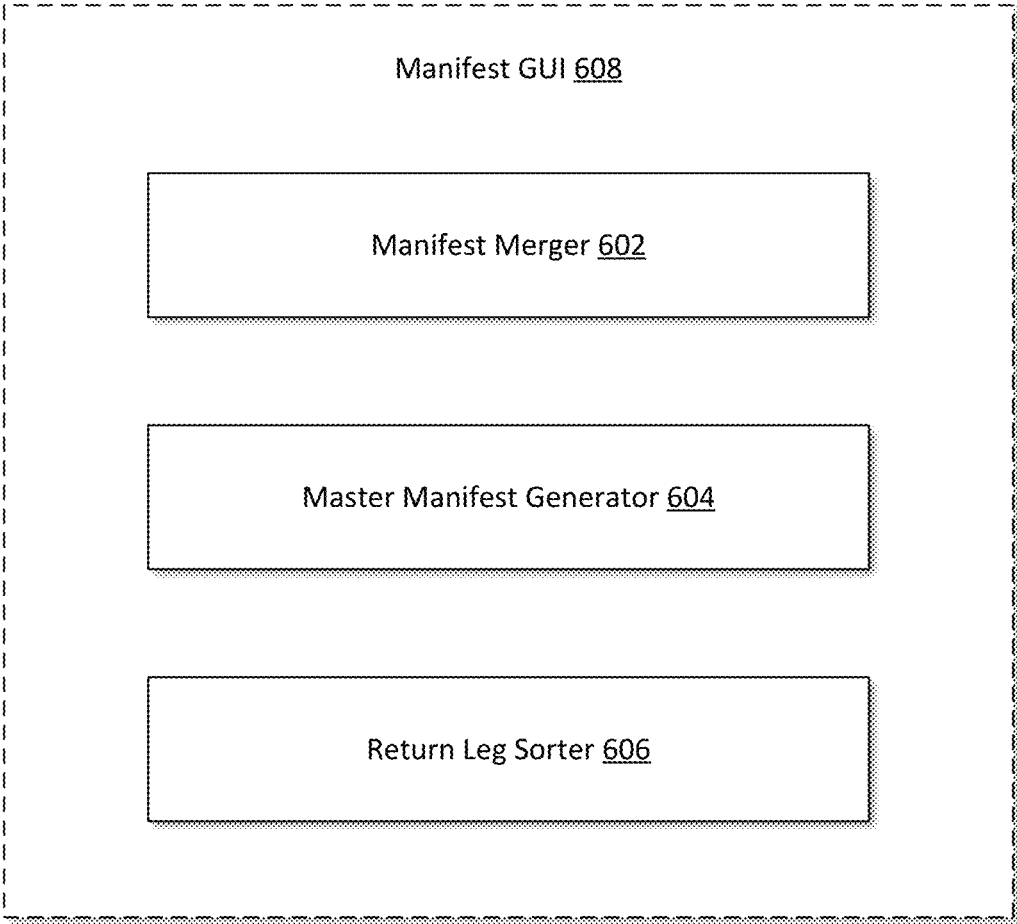 Manifest GUI 608
Manifest Merger 602
Master Manifest Generator 604
Return Leg Sorter 606